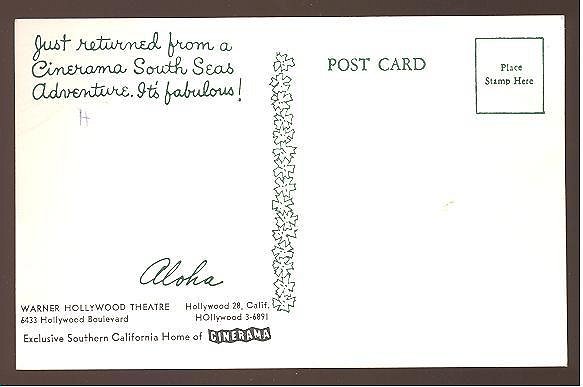 Just returned from a
Cinerama South Seas
Adventure. It's fabulous!
H
Aloha
WARNER HOLLYWOOD THEATRE Hollywood 28, Calif.
6433 Hollywood Boulevard HOllywood 3-6891
Exclusive Southern California Home of CINERAMA
POST CARD
Place
Stamp Here